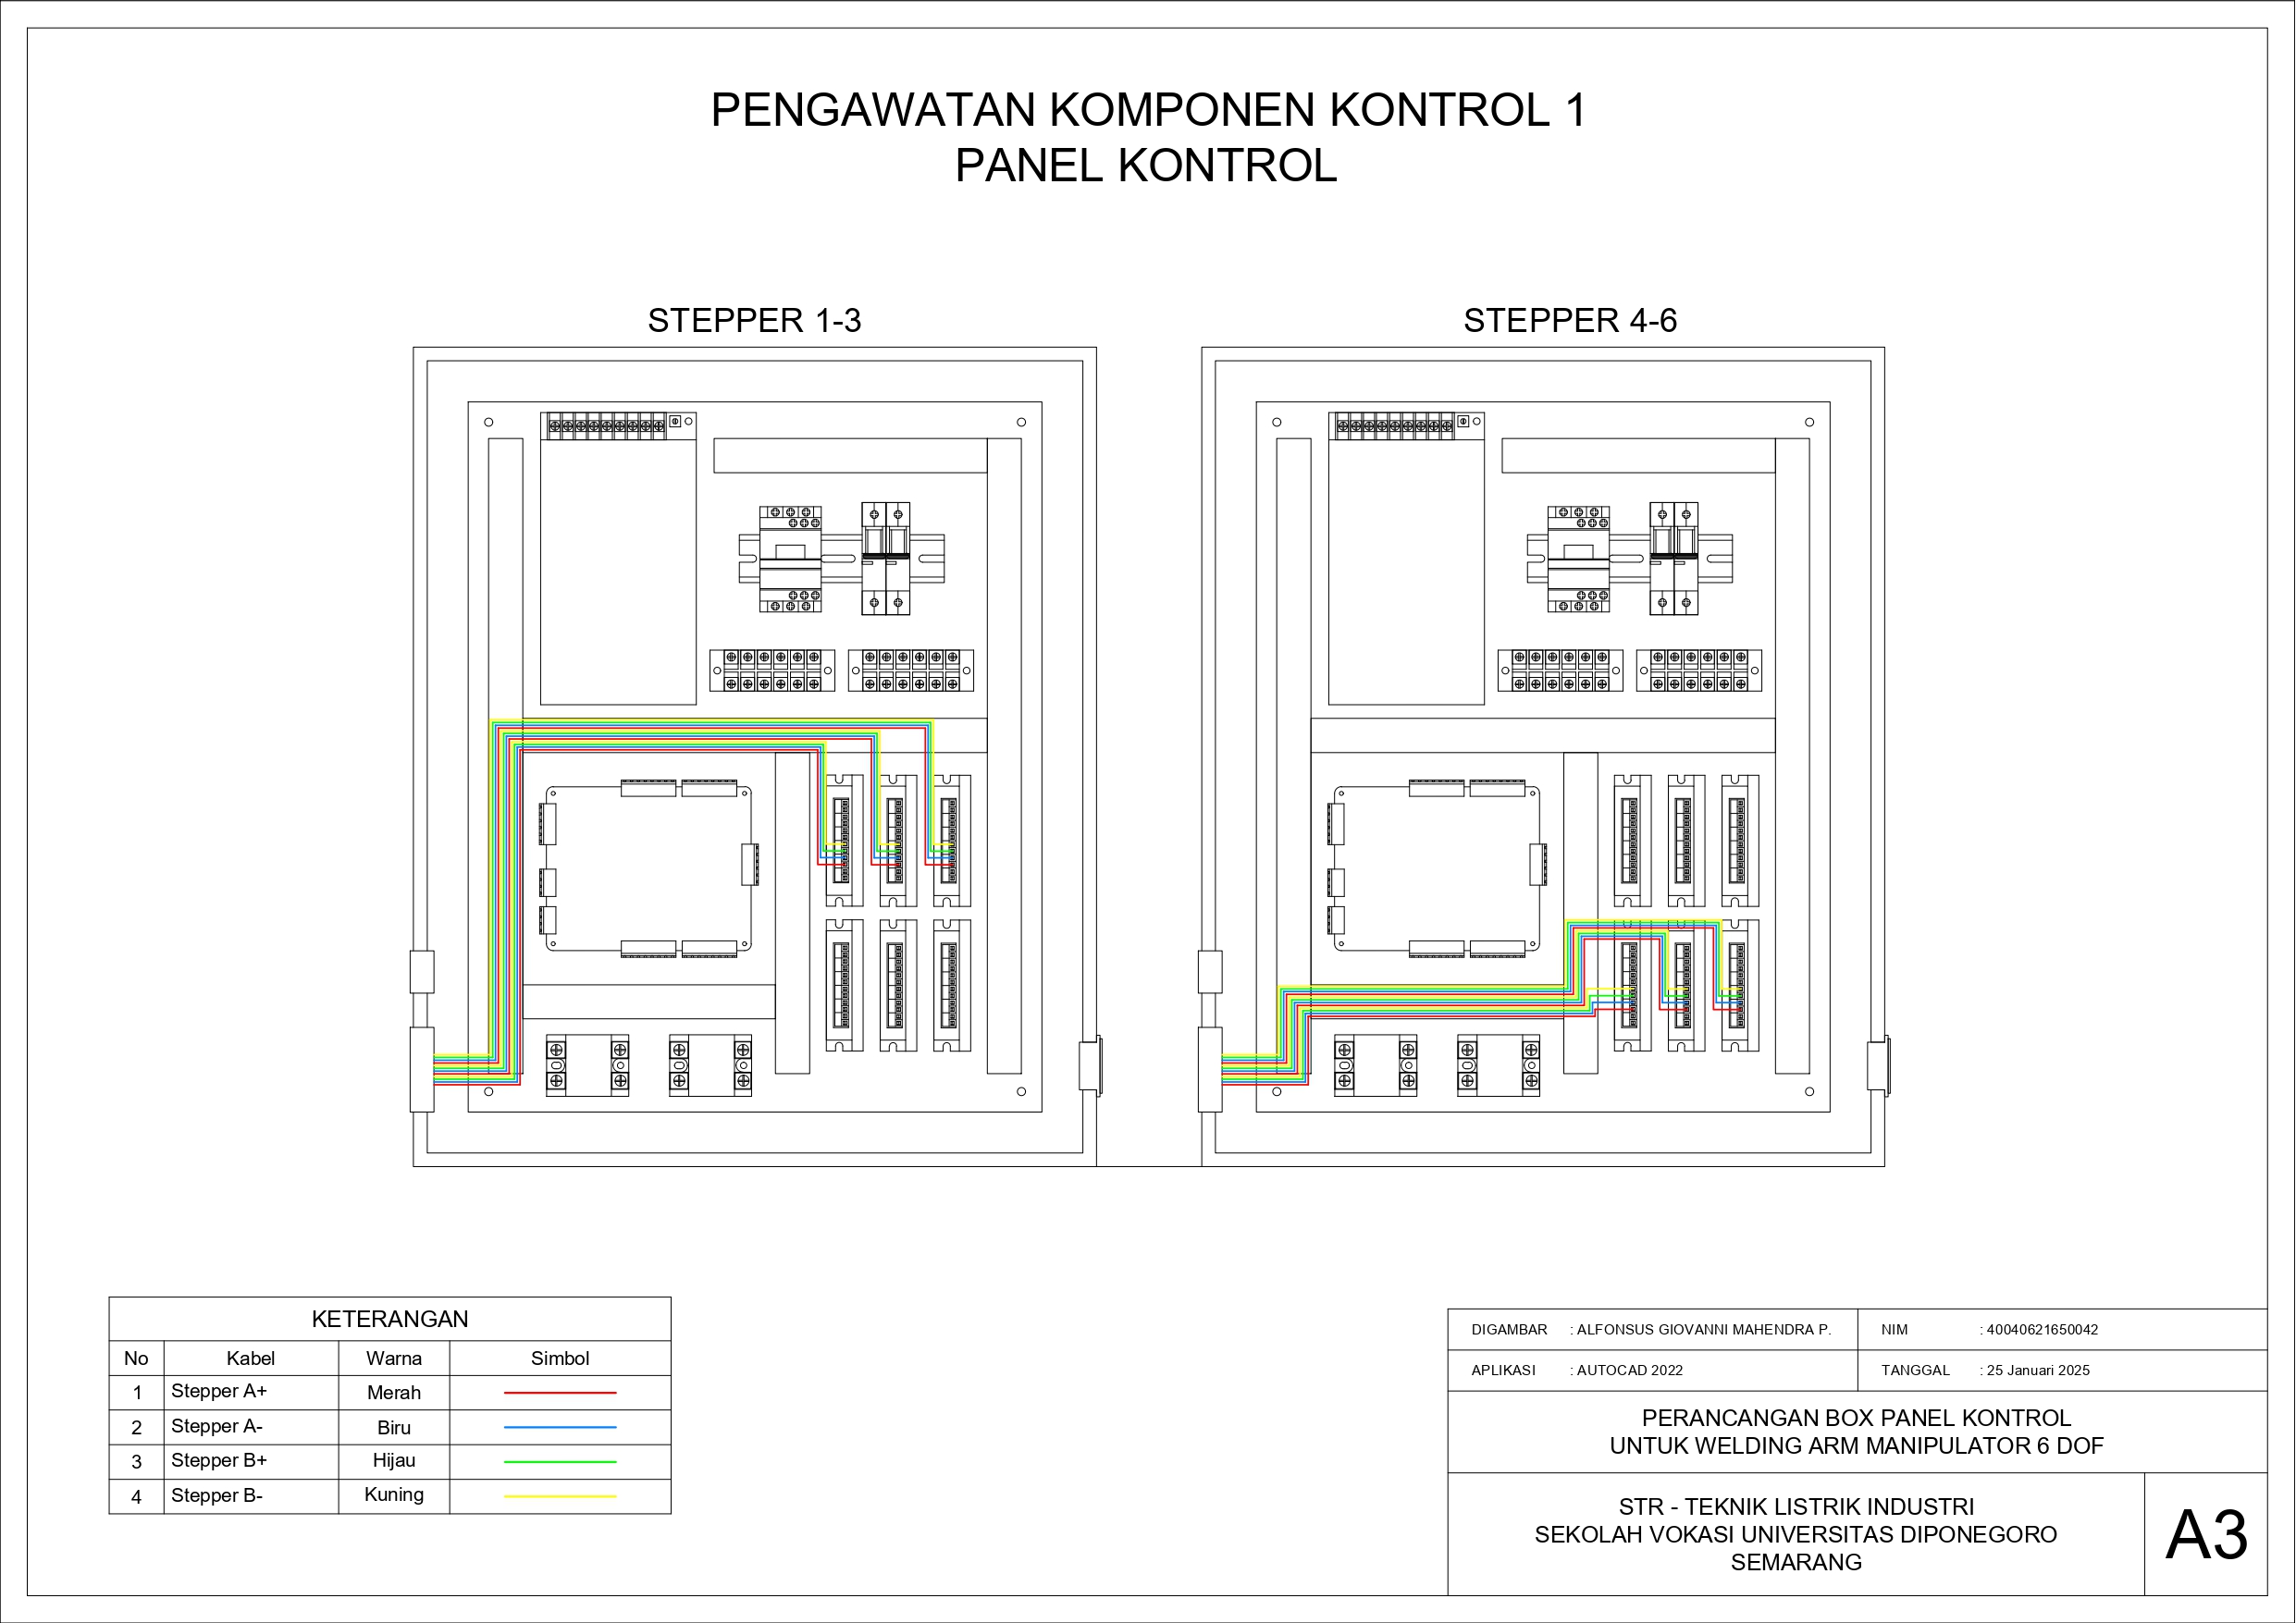 PENGAWATAN KOMPONEN KONTROL 1
PANEL KONTROL
STEPPER 1-3
STEPPER 4-6
KETERANGAN
No Kabel Warna Simbol
1 Stepper A+ Merah
2 Stepper A- Biru
3 Stepper B+ Hijau
4 Stepper B- Kuning
DIGAMBAR : ALFONSUS GIOVANNI MAHENDRA P. NIM : 40040621650042
APLIKASI : AUTOCAD 2022 TANGGAL : 25 Januari 2025
PERANCANGAN BOX PANEL KONTROL
UNTUK WELDING ARM MANIPULATOR 6 DOF
STR - TEKNIK LISTRIK INDUSTRI
SEKOLAH VOKASI UNIVERSITAS DIPONEGORO
SEMARANG
A3